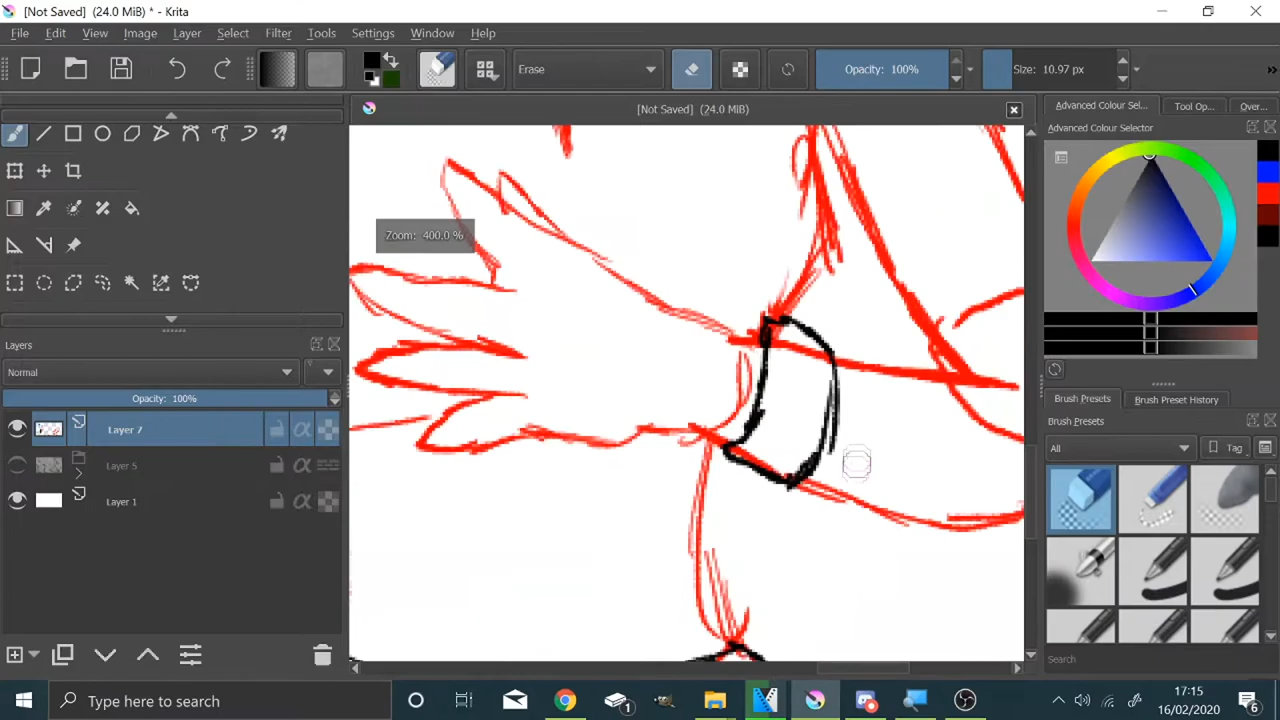 [Not Saved] (24.0 MiB) * - Krita
File Edit View Image Layer Select Filter Tools Settings Window Help
Erase Opacity: 100% Size: 10.97 px »
[Not Saved] (24.0 MiB)
Advanced Colour Sel... Tool Op... Over...
Advanced Colour Selector
Zoom: 400.0 %
Layers
Normal
Opacity: 100%
Layer 7
Layer 5
Layer 1
Brush Presets Brush Preset History
Brush Presets
All Tag
Search
Type here to search
1
17:15
16/02/2020
6